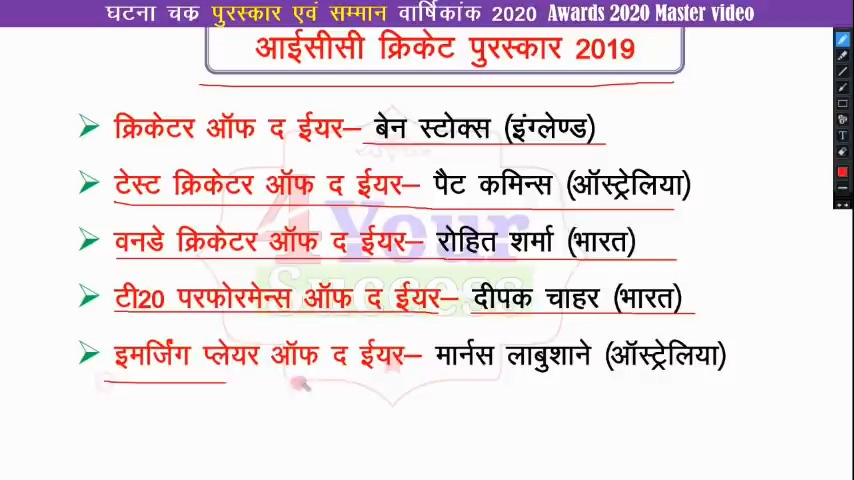 घटना चक्र पुरस्कार एवं सम्मान वार्षिकांक 2020 Awards 2020 Master video
आईसीसी क्रिकेट पुरस्कार 2019
क्रिकेटर ऑफ द ईयर– बेन स्टोक्स (इंग्लेण्ड)
टेस्ट क्रिकेटर ऑफ द ईयर– पैट कमिन्स (ऑस्ट्रेलिया)
वनडे क्रिकेटर ऑफ द ईयर– रोहित शर्मा (भारत)
टी20 परफोरमेन्स ऑफ द ईयर– दीपक चाहर (भारत)
इमर्जिंग प्लेयर ऑफ द ईयर– मार्नस लाबुशाने (ऑस्ट्रेलिया)
4Your
Success